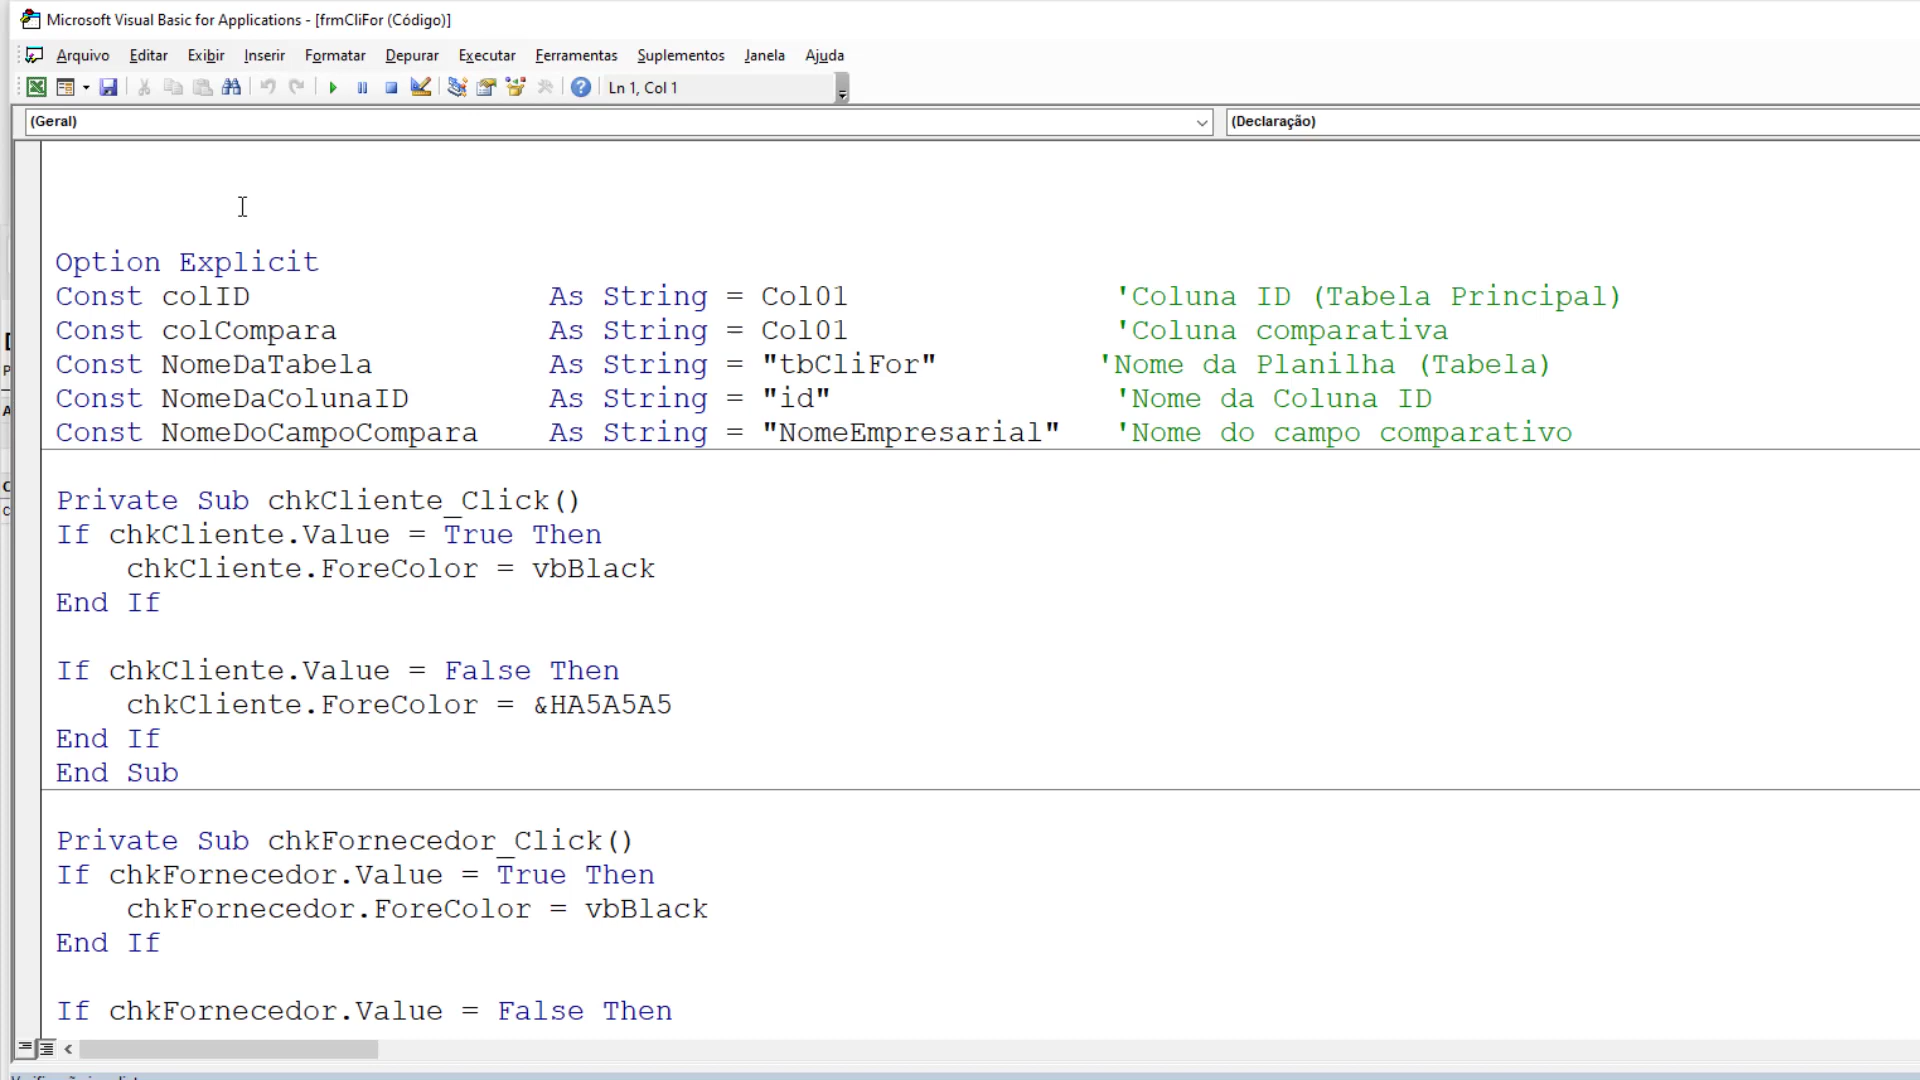 Microsoft Visual Basic for Applications - [frmCliFor (Código)]
Arquivo Editar Exibir Inserir Formatar Depurar Executar Ferramentas Suplementos Janela Ajuda
Ln 1, Col 1
(Geral) (Declaração)
Option Explicit
Const colID As String = Col01 'Coluna ID (Tabela Principal)
Const colCompara As String = Col01 'Coluna comparativa
Const NomeDaTabela As String = "tbCliFor" 'Nome da Planilha (Tabela)
Const NomeDaColunaID As String = "id" 'Nome da Coluna ID
Const NomeDoCampoCompara As String = "NomeEmpresarial" 'Nome do campo comparativo
Private Sub chkCliente_Click()
If chkCliente.Value = True Then
chkCliente.ForeColor = vbBlack
End If
If chkCliente.Value = False Then
chkCliente.ForeColor = &HA5A5A5
End If
End Sub
Private Sub chkFornecedor_Click()
If chkFornecedor.Value = True Then
chkFornecedor.ForeColor = vbBlack
End If
If chkFornecedor.Value = False Then